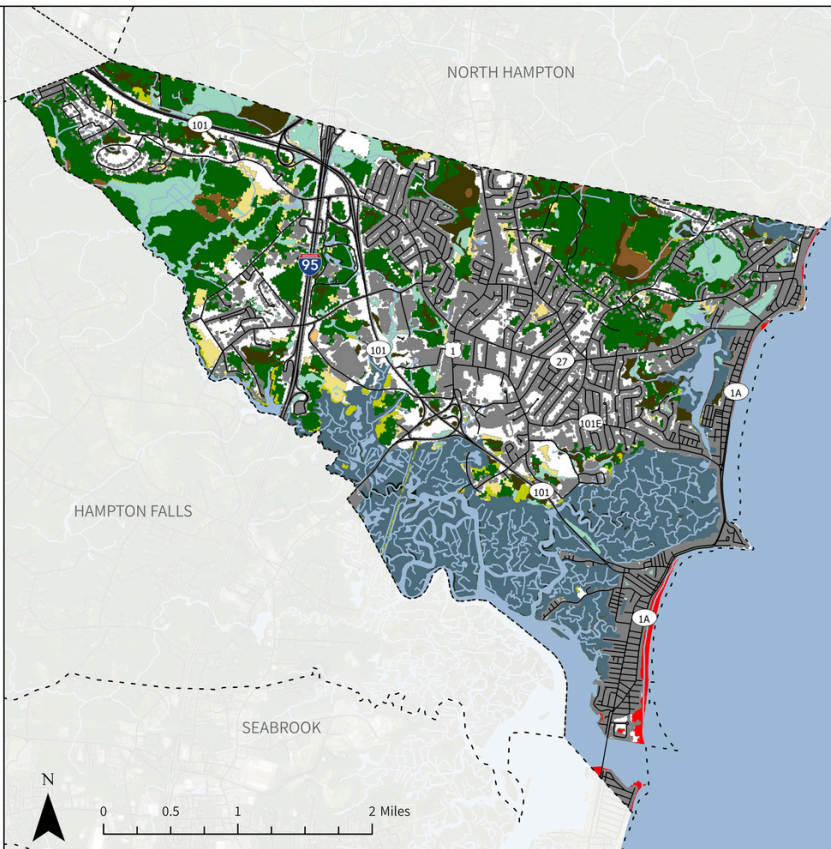 NORTH HAMPTON
101
95
101
1
27
1A
101E
101
HAMPTON FALLS
1A
SEABROOK
N
0 0.5 1 2 Miles